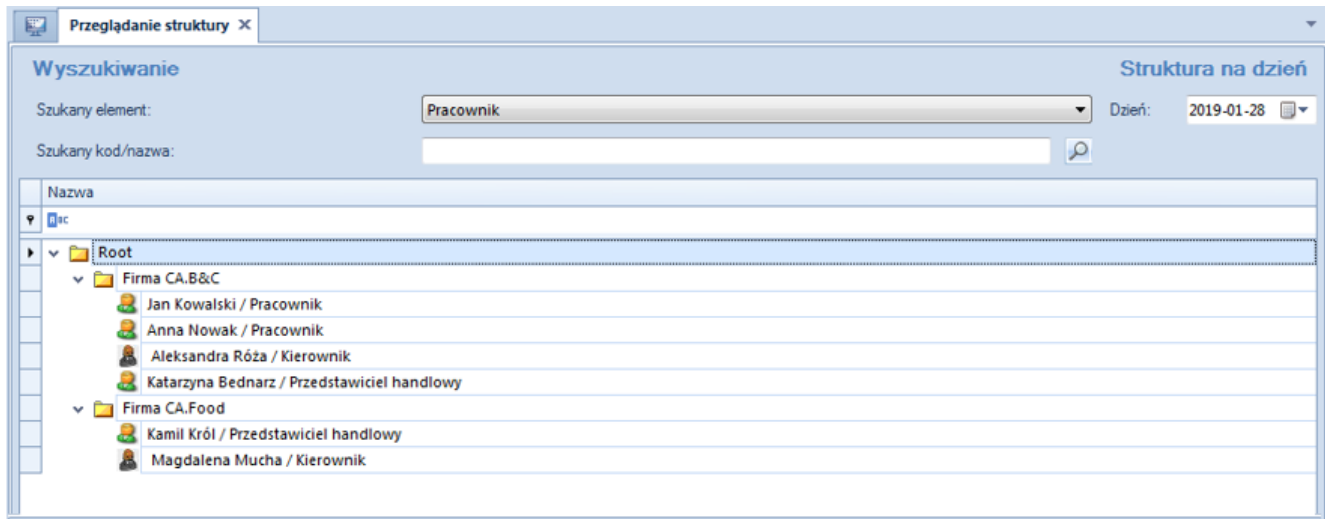 Przeglądanie struktury X
Wyszukiwanie Struktura na dzień
Szukany element: Pracownik Dzień: 2019-01-28
Szukany kod/nazwa:
Nazwa
ABC
Root
Firma CA.B&C
Jan Kowalski / Pracownik
Anna Nowak / Pracownik
Aleksandra Róża / Kierownik
Katarzyna Bednarz / Przedstawiciel handlowy
Firma CA.Food
Kamil Król / Przedstawiciel handlowy
Magdalena Mucha / Kierownik